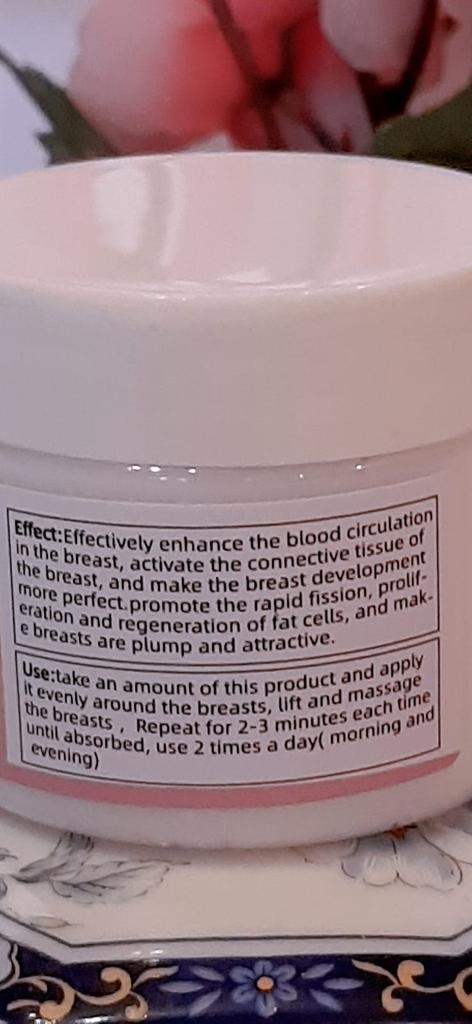 Effect:Effectively enhance the blood circulation
in the breast, activate the connective tissue of
the breast, and make the breast development
more perfect.promote the rapid fission, prolif-
eration and regeneration of fat cells, and mak-
e breasts are plump and attractive.
Use:take an amount of this product and apply
it evenly around the breasts, lift and massage
the breasts , Repeat for 2-3 minutes each time
until absorbed, use 2 times a day( morning and
evening)